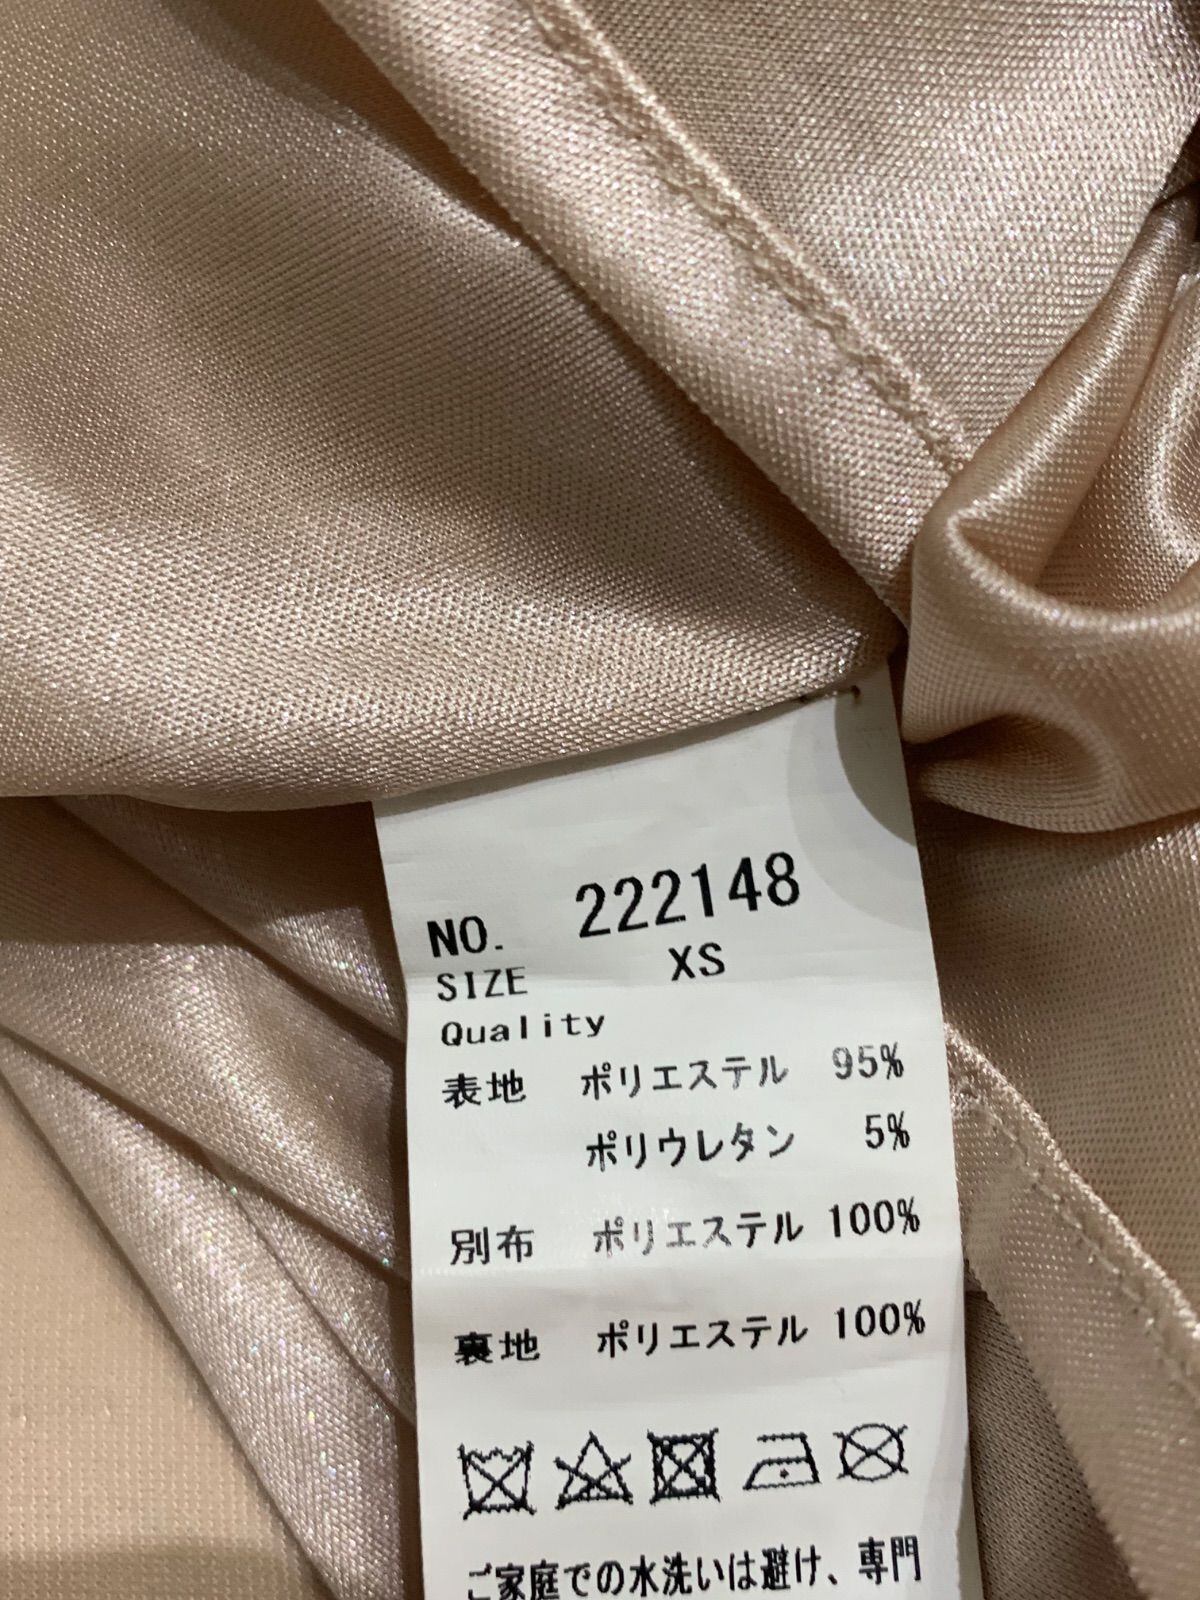 NO. 222148
SIZE XS
Quality
表地 ポリエステル 95%
ポリウレタン 5%
別布 ポリエステル 100%
裏地 ポリエステル 100%
ご家庭での水洗いは避け、専門